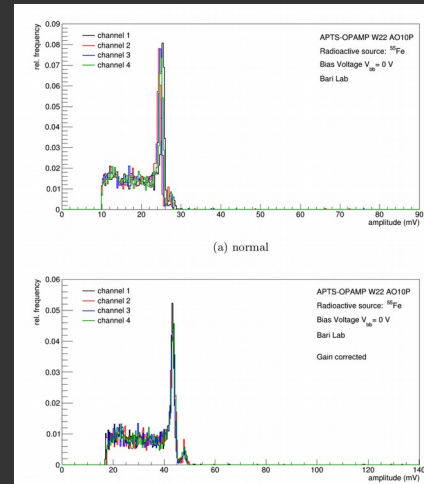 rel. frequency
0.09
0.08
0.07
0.06
0.05
0.04
0.03
0.02
0.01
0
channel 1
channel 2
channel 3
channel 4
APTS-OPAMP W22 AO10P
Radioactive source: ⁵⁵Fe
Bias Voltage V_bb = 0 V
Bari Lab
0 10 20 30 40 50 60 70 80 90
amplitude (mV)
(a) normal
rel. frequency
0.06
0.05
0.04
0.03
0.02
0.01
0
channel 1
channel 2
channel 3
channel 4
APTS-OPAMP W22 AO10P
Radioactive source: ⁵⁵Fe
Bias Voltage V_bb = 0 V
Bari Lab
Gain corrected
0 20 40 60 80 100 120 140
amplitude (mV)